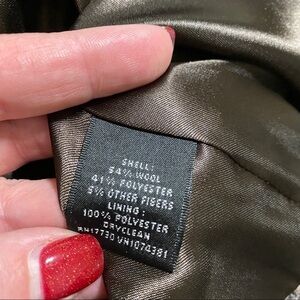 SHELL:
54% WOOL
41% POLYESTER
5% OTHER FIBERS
LINING:
100% POLYESTER
DRYCLEAN
RN17730 VN1074381